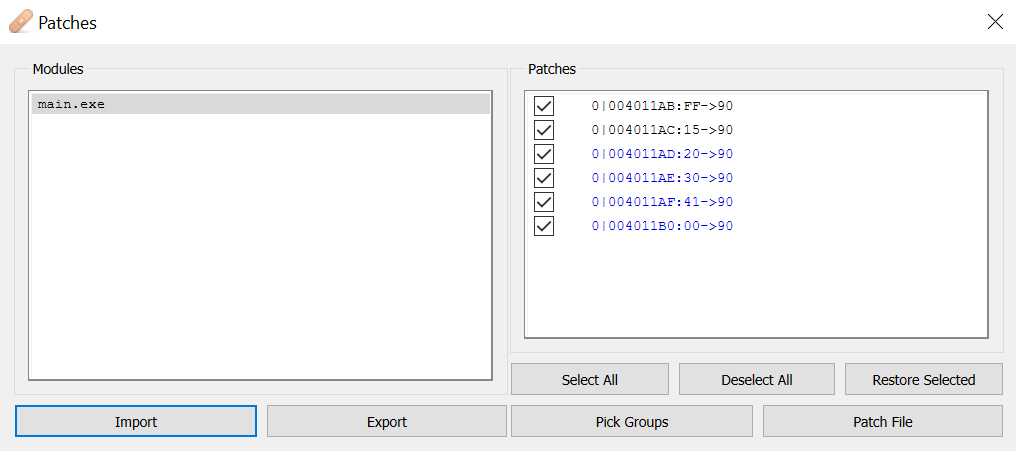 Patches
Modules
main.exe
Patches
0|004011AB:FF->90
0|004011AC:15->90
0|004011AD:20->90
0|004011AE:30->90
0|004011AF:41->90
0|004011B0:00->90
Select All
Deselect All
Restore Selected
Import
Export
Pick Groups
Patch File